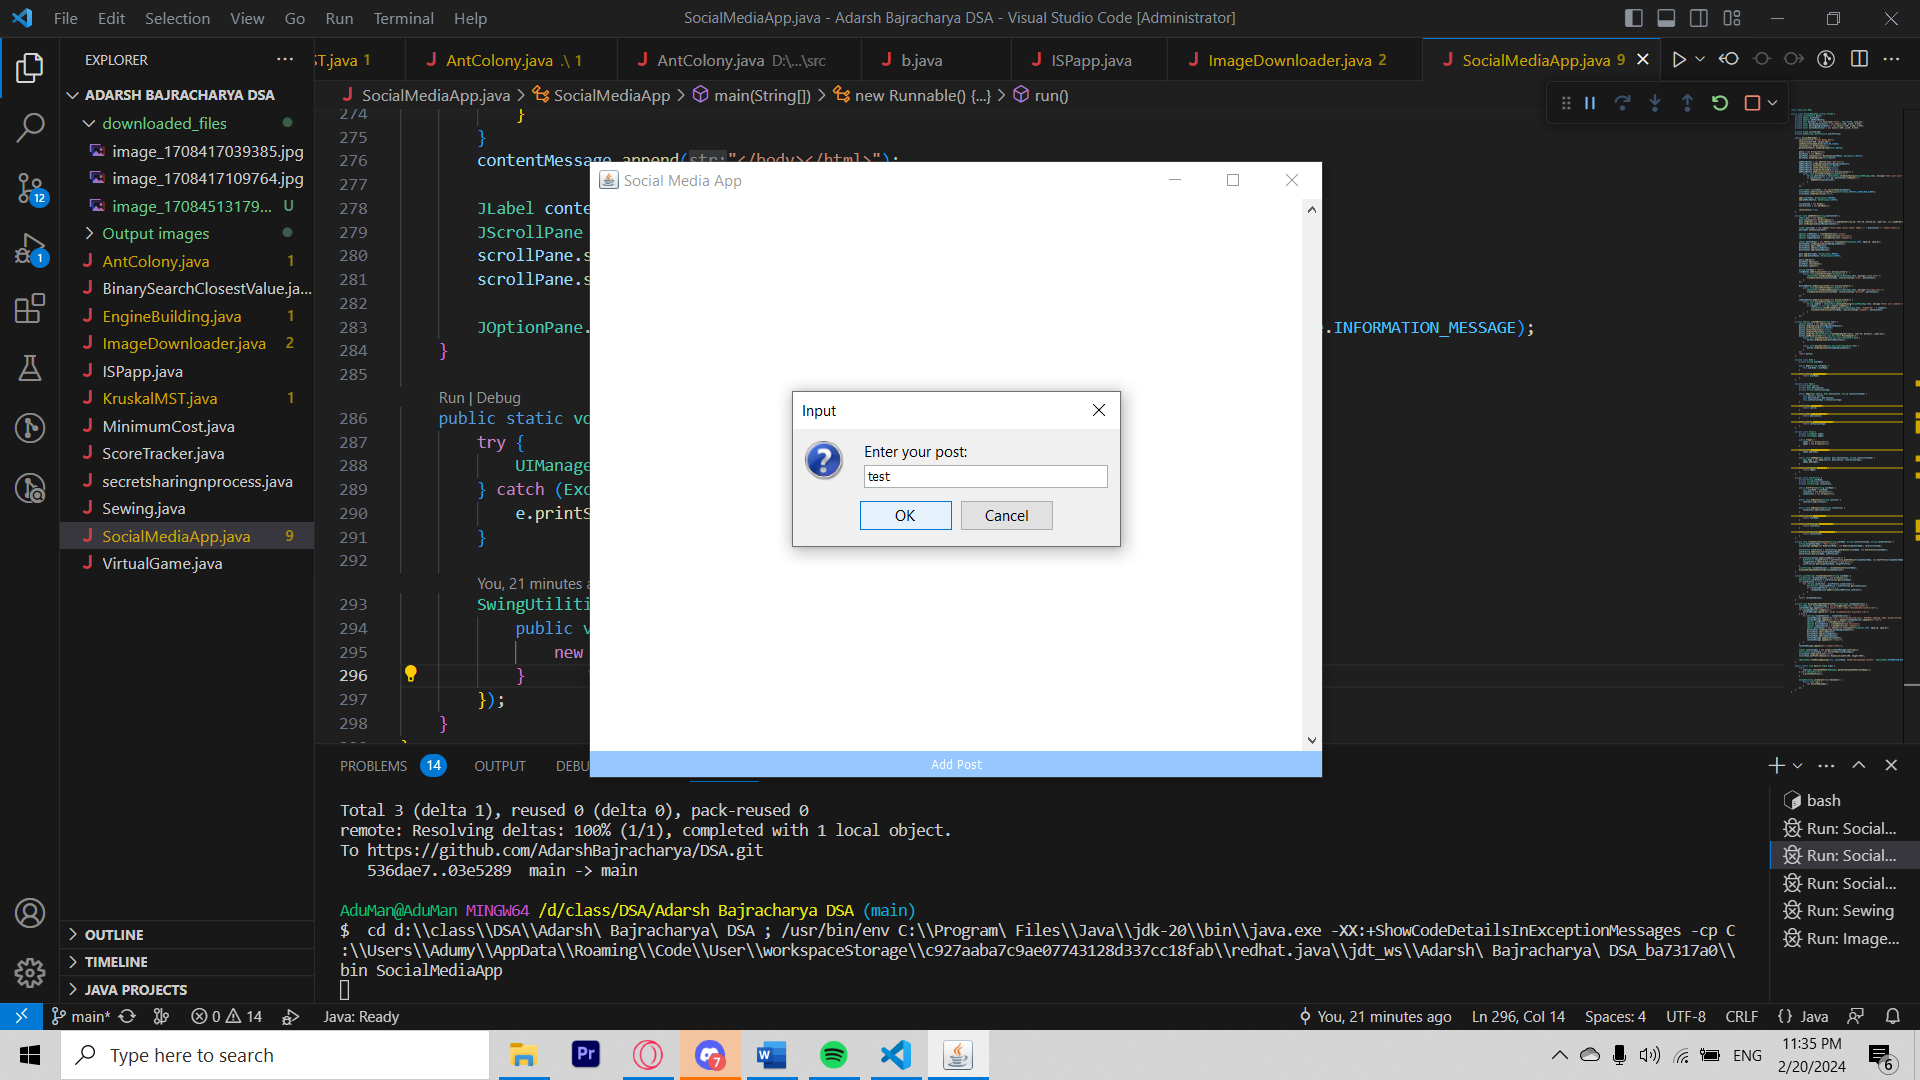 File Edit Selection View Go Run Terminal Help
SocialMediaApp.java - Adarsh Bajracharya DSA - Visual Studio Code [Administrator]
EXPLORER
ST.java 1
AntColony.java .\ 1
AntColony.java D:\...\src
b.java
ISPapp.java
ImageDownloader.java 2
SocialMediaApp.java 9
ADARSH BAJRACHARYA DSA
SocialMediaApp.java > SocialMediaApp > main(String[]) > new Runnable() {...} > run()
downloaded_files
image_1708417039385.jpg
image_1708417109764.jpg
image_17084513179... U
Output images
AntColony.java 1
BinarySearchClosestValue.ja...
EngineBuilding.java 1
ImageDownloader.java 2
ISPapp.java
KruskalMST.java 1
MinimumCost.java
ScoreTracker.java
secretsharingnprocess.java
Sewing.java
SocialMediaApp.java 9
VirtualGame.java
12
1
OUTLINE
TIMELINE
JAVA PROJECTS
274 }
275 }
276 contentMessage.append(str:"</body></html>");
277
278 JLabel conte
279 JScrollPane
280 scrollPane.s
281 scrollPane.s
282
283 JOptionPane. .INFORMATION_MESSAGE);
284 }
285
Run | Debug
286 public static vo
287 try {
288 UIManage
289 } catch (Exc
290 e.printS
291 }
292
You, 21 minutes a
293 SwingUtiliti
294 public v
295 new
296 }
297 });
298 }
Social Media App
Input
Enter your post:
test
OK Cancel
Add Post
PROBLEMS 14 OUTPUT DEBU
Total 3 (delta 1), reused 0 (delta 0), pack-reused 0
remote: Resolving deltas: 100% (1/1), completed with 1 local object.
To https://github.com/AdarshBajracharya/DSA.git
536dae7..03e5289 main -> main
AduMan@AduMan MINGW64 /d/class/DSA/Adarsh Bajracharya DSA (main)
$ cd d:\\class\\DSA\\Adarsh\ Bajracharya\ DSA ; /usr/bin/env C:\\Program\ Files\\Java\\jdk-20\\bin\\java.exe -XX:+ShowCodeDetailsInExceptionMessages -cp C
:\\Users\\Adumy\\AppData\\Roaming\\Code\\User\\workspaceStorage\\c927aaba7c9ae07743128d337cc18fab\\redhat.java\\jdt_ws\\Adarsh\ Bajracharya\ DSA_ba7317a0\\
bin SocialMediaApp
bash
Run: Social...
Run: Social...
Run: Social...
Run: Sewing
Run: Image...
main* 0 14 Java: Ready
You, 21 minutes ago Ln 296, Col 14 Spaces: 4 UTF-8 CRLF {} Java
Type here to search
Pr
7
W
ENG
11:35 PM
2/20/2024
6